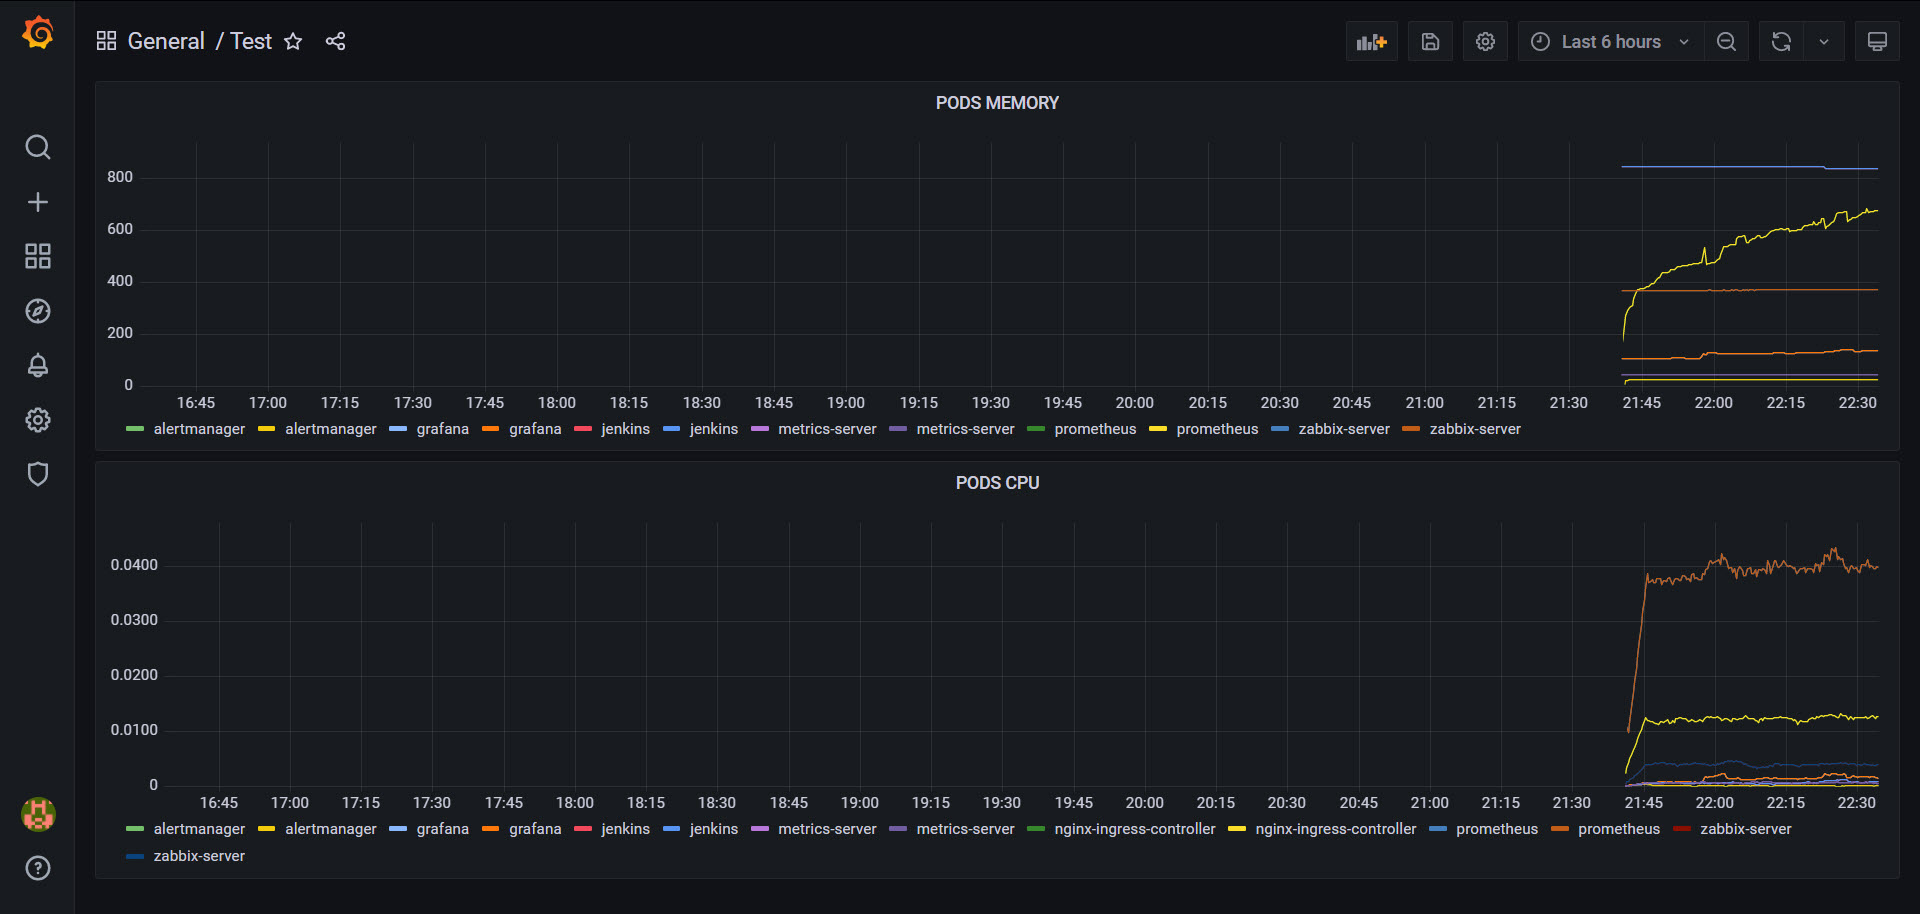 General / Test
Last 6 hours
PODS MEMORY
800
600
400
200
0
16:45 17:00 17:15 17:30 17:45 18:00 18:15 18:30 18:45 19:00 19:15 19:30 19:45 20:00 20:15 20:30 20:45 21:00 21:15 21:30 21:45 22:00 22:15 22:30
alertmanager alertmanager grafana grafana jenkins jenkins metrics-server metrics-server prometheus prometheus zabbix-server zabbix-server
PODS CPU
0.0400
0.0300
0.0200
0.0100
0
16:45 17:00 17:15 17:30 17:45 18:00 18:15 18:30 18:45 19:00 19:15 19:30 19:45 20:00 20:15 20:30 20:45 21:00 21:15 21:30 21:45 22:00 22:15 22:30
alertmanager alertmanager grafana grafana jenkins jenkins metrics-server metrics-server nginx-ingress-controller nginx-ingress-controller prometheus prometheus zabbix-server
zabbix-server